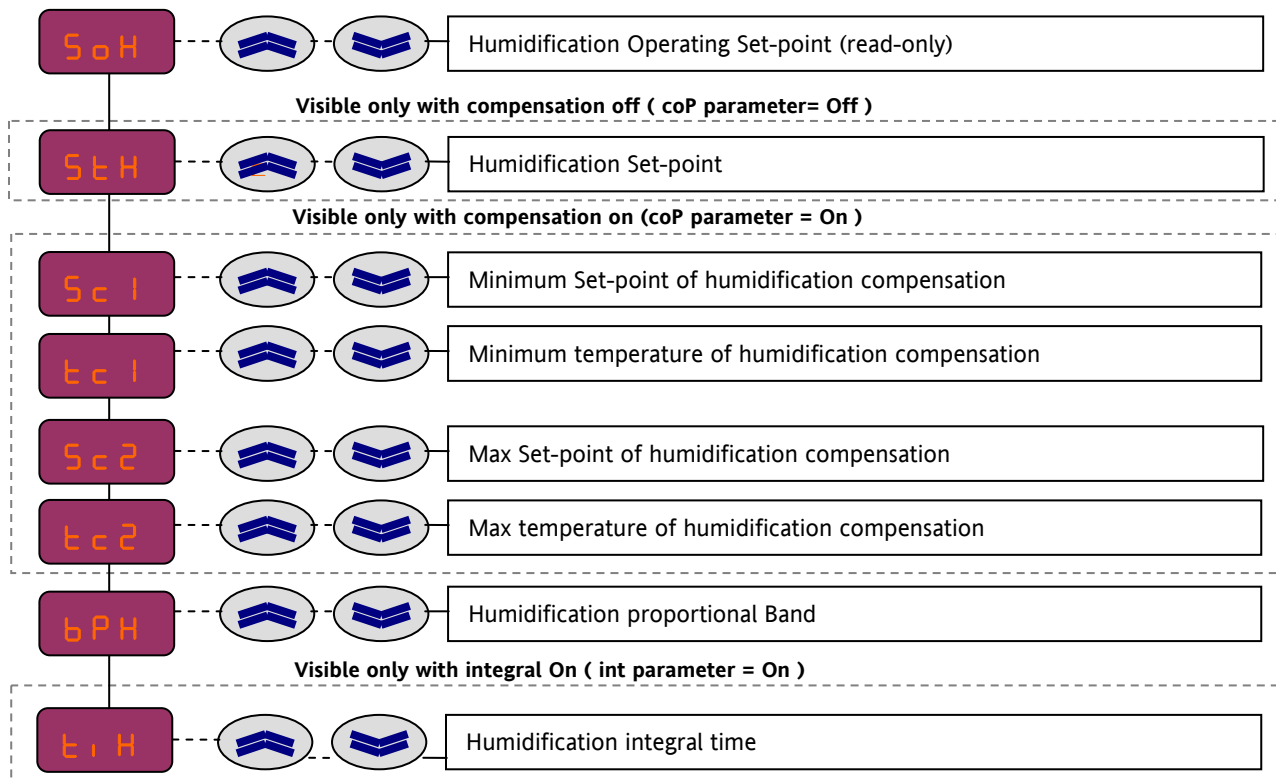 SoH Humidification Operating Set-point (read-only)
Visible only with compensation off ( coP parameter= Off )
StH Humidification Set-point
Visible only with compensation on (coP parameter = On )
Sc1 Minimum Set-point of humidification compensation
tc1 Minimum temperature of humidification compensation
Sc2 Max Set-point of humidification compensation
tc2 Max temperature of humidification compensation
bPH Humidification proportional Band
Visible only with integral On ( int parameter = On )
tiH Humidification integral time